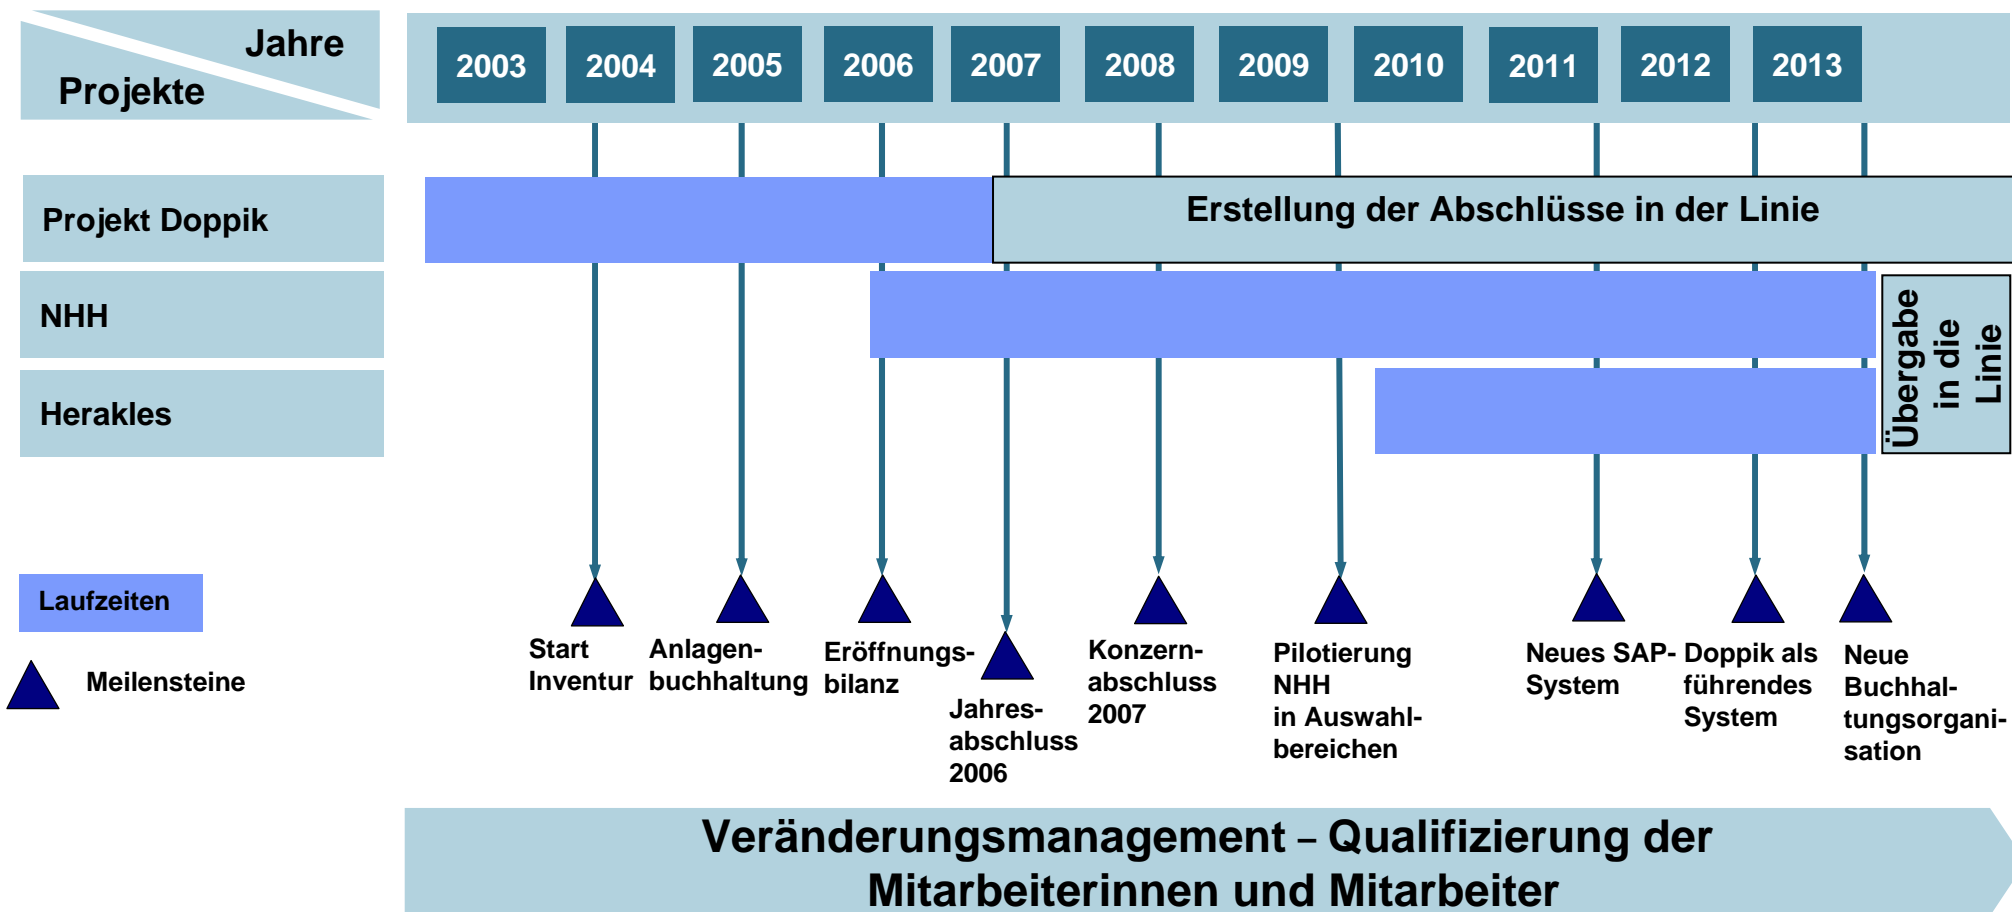 Jahre
Projekte
2003 2004 2005 2006 2007 2008 2009 2010 2011 2012 2013
Projekt Doppik
Erstellung der Abschlüsse in der Linie
NHH
Herakles
Übergabe
in die
Linie
Laufzeiten
Meilensteine
Start
Inventur
Anlagen-
buchhaltung
Eröffnungs-
bilanz
Jahres-
abschluss
2006
Konzern-
abschluss
2007
Pilotierung
NHH
in Auswahl-
bereichen
Neues SAP-
System
Doppik als
führendes
System
Neue
Buchhal-
tungsorgani-
sation
Veränderungsmanagement – Qualifizierung der
Mitarbeiterinnen und Mitarbeiter